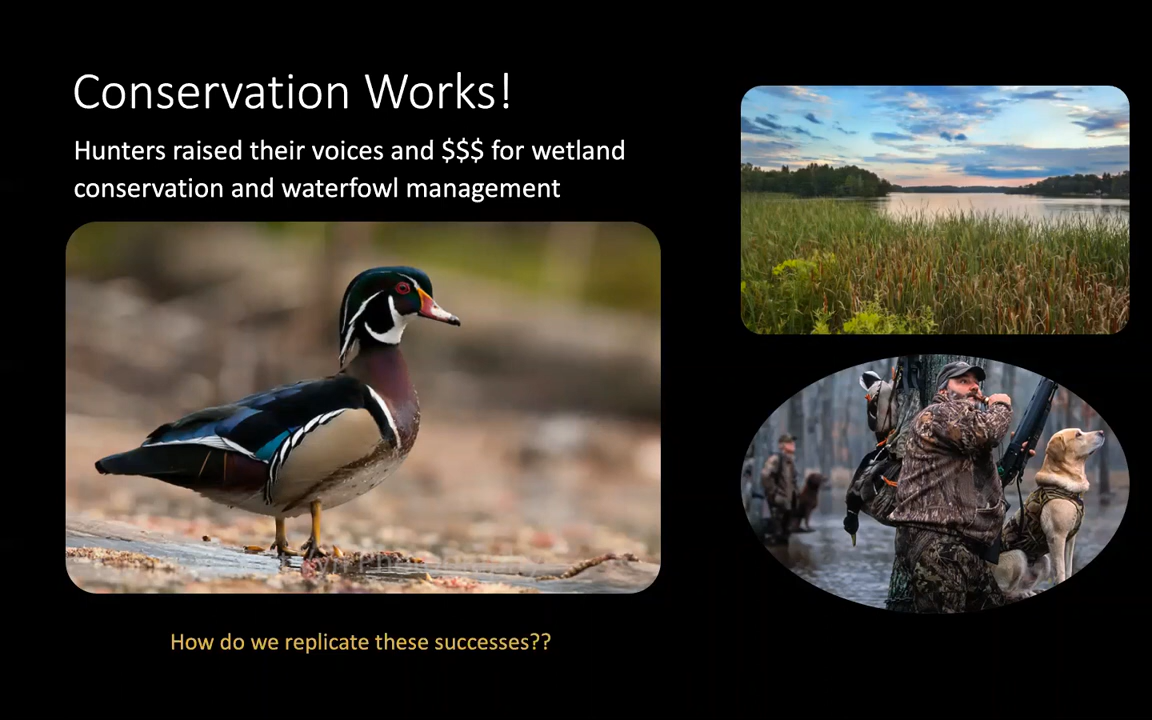 Conservation Works!
Hunters raised their voices and $$$ for wetland
conservation and waterfowl management
How do we replicate these successes??